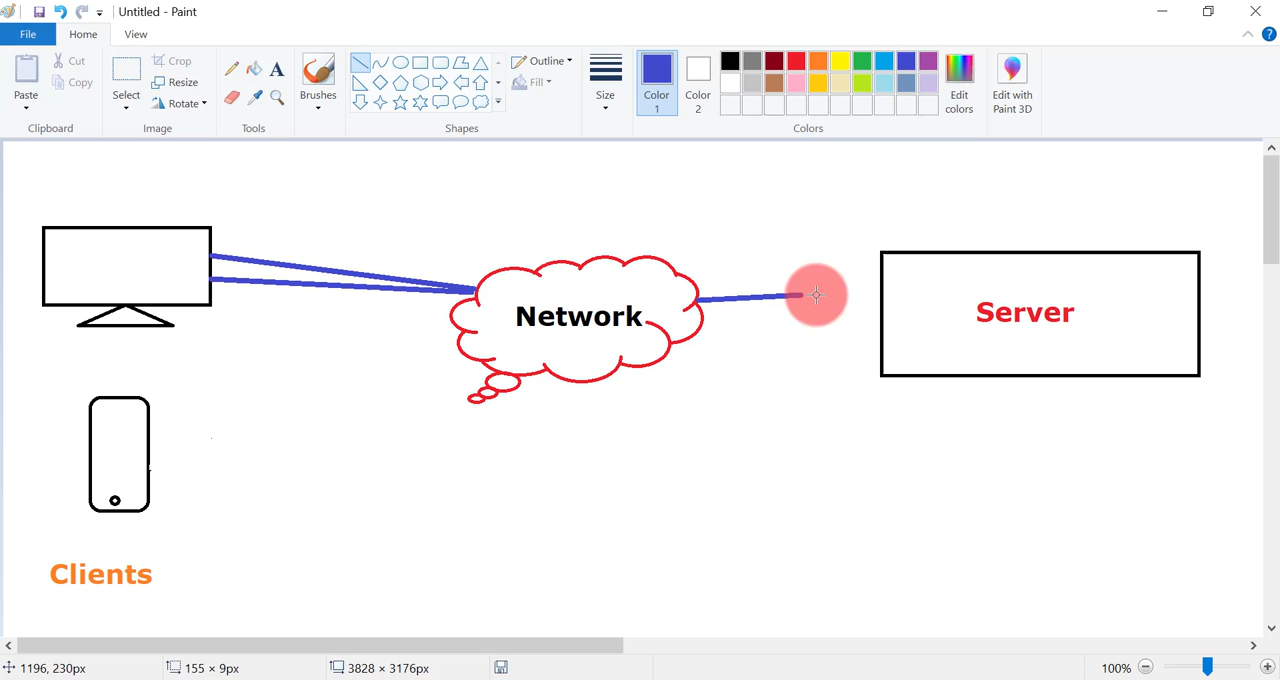 Untitled - Paint
File Home View
Paste
Cut
Copy
Clipboard
Select
Crop
Resize
Rotate
Image
A
Tools
Brushes
Outline
Fill
Shapes
Size
Color 1
Color 2
Edit colors
Colors
Edit with Paint 3D
?
Network
Server
Clients
1196, 230px
155 × 9px
3828 × 3176px
100%